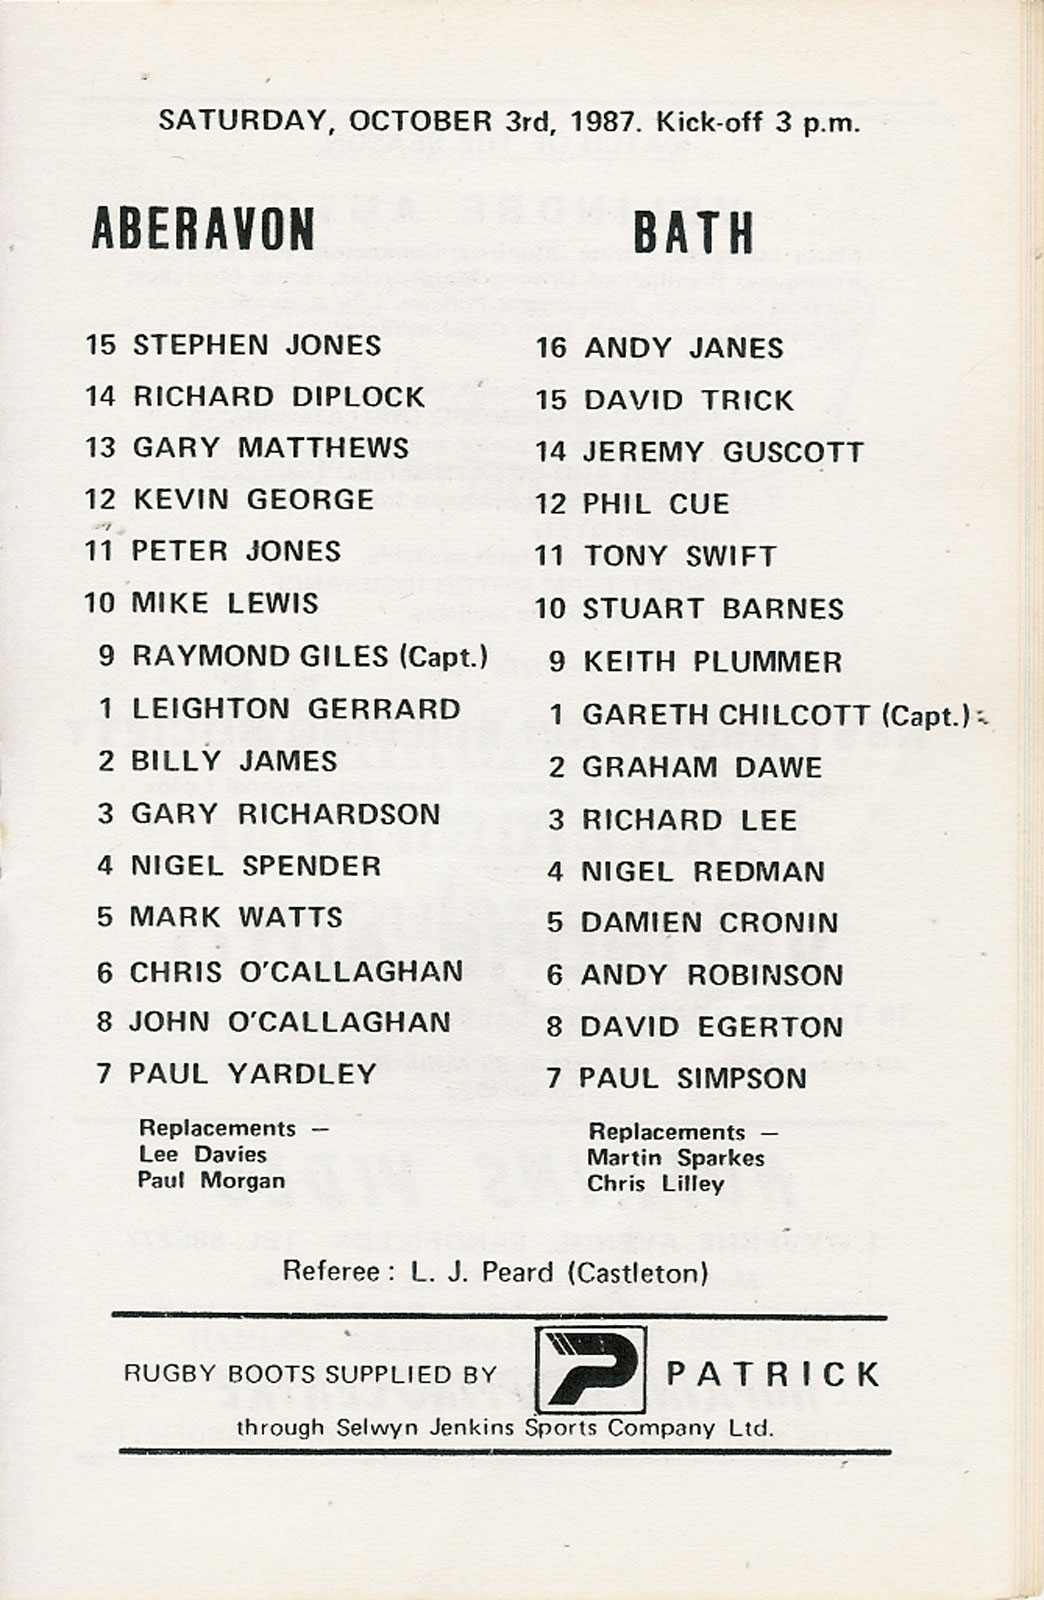 SATURDAY, OCTOBER 3rd, 1987. Kick-off 3 p.m.
ABERAVON
15 STEPHEN JONES
14 RICHARD DIPLOCK
13 GARY MATTHEWS
12 KEVIN GEORGE
11 PETER JONES
10 MIKE LEWIS
9 RAYMOND GILES (Capt.)
1 LEIGHTON GERRARD
2 BILLY JAMES
3 GARY RICHARDSON
4 NIGEL SPENDER
5 MARK WATTS
6 CHRIS O'CALLAGHAN
8 JOHN O'CALLAGHAN
7 PAUL YARDLEY
Replacements —
Lee Davies
Paul Morgan
BATH
16 ANDY JANES
15 DAVID TRICK
14 JEREMY GUSCOTT
12 PHIL CUE
11 TONY SWIFT
10 STUART BARNES
9 KEITH PLUMMER
1 GARETH CHILCOTT (Capt.)
2 GRAHAM DAWE
3 RICHARD LEE
4 NIGEL REDMAN
5 DAMIEN CRONIN
6 ANDY ROBINSON
8 DAVID EGERTON
7 PAUL SIMPSON
Replacements —
Martin Sparkes
Chris Lilley
Referee : L. J. Peard (Castleton)
RUGBY BOOTS SUPPLIED BY P PATRICK
through Selwyn Jenkins Sports Company Ltd.